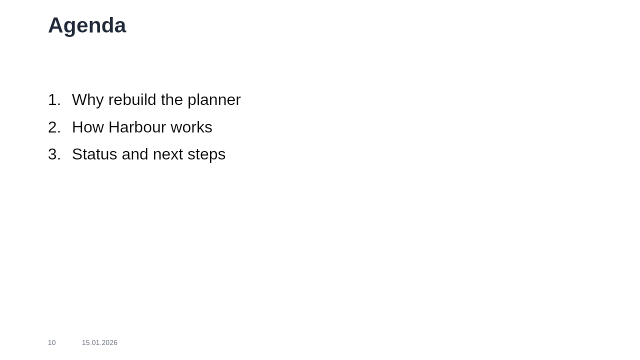 Agenda
1. Why rebuild the planner
2. How Harbour works
3. Status and next steps
10 15.01.2026